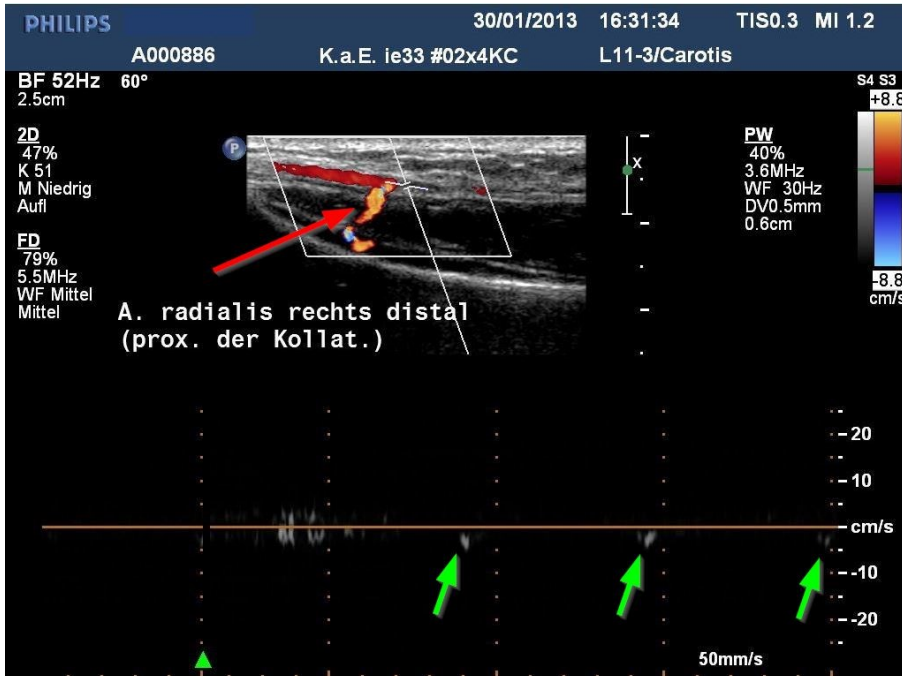 PHILIPS
30/01/2013 16:31:34 TIS0.3 MI 1.2
A000886 K.a.E. ie33 #02x4KC L11-3/Carotis
BF 52Hz 60°
2.5cm
2D
47%
K 51
M Niedrig
Aufl
FD
79%
5.5MHz
WF Mittel
Mittel
P
x
A. radialis rechts distal
(prox. der Kollat.)
PW
40%
3.6MHz
WF 30Hz
DV0.5mm
0.6cm
S4 S3
+8.8
-8.8
cm/s
-20
-10
cm/s
-10
-20
50mm/s